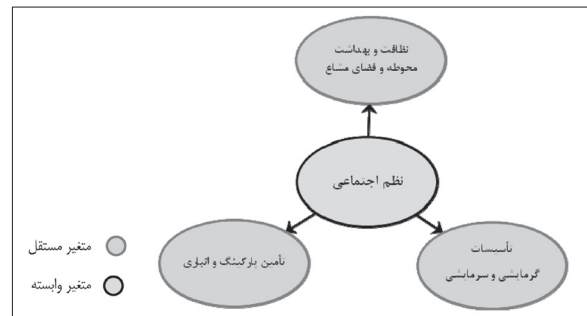 نظافت و بهداشت
محوطه و فضای مشاع
نظم اجتماعی
تأسیسات
گرمایشی و سرمایشی
تأمین پارکینگ و انباری
متغیر مستقل
متغیر وابسته